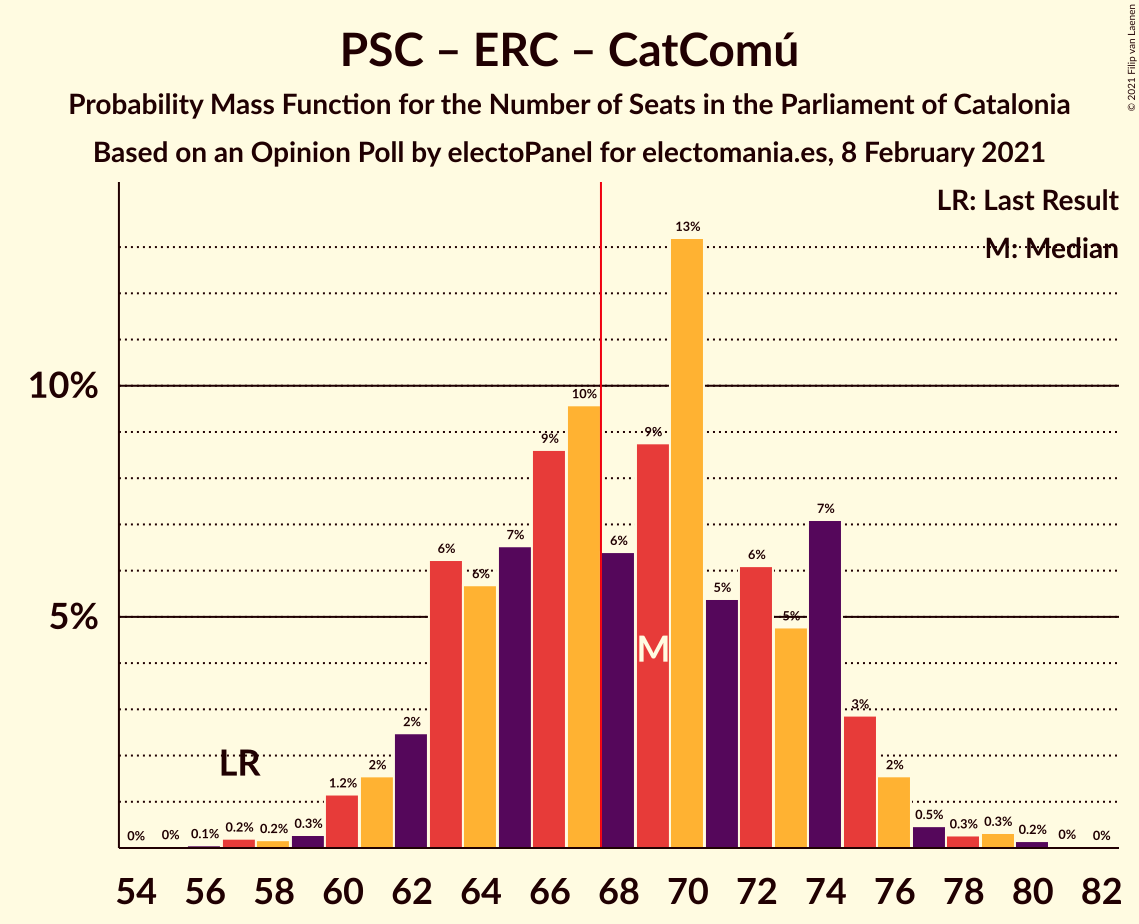 PSC – ERC – CatComú
Probability Mass Function for the Number of Seats in the Parliament of Catalonia
Based on an Opinion Poll by electoPanel for electomania.es, 8 February 2021
© 2021 Filip van Laenen
LR: Last Result
M: Median
10%
5%
0% 0% 0.1% 0.2% 0.2% 0.3% 1.2% 2% 2% 6% 6% 7% 9% 10% 6% 9% 13% 5% 6% 5% 7% 3% 2% 0.5% 0.3% 0.3% 0.2% 0% 0%
LR
M
54 56 58 60 62 64 66 68 70 72 74 76 78 80 82